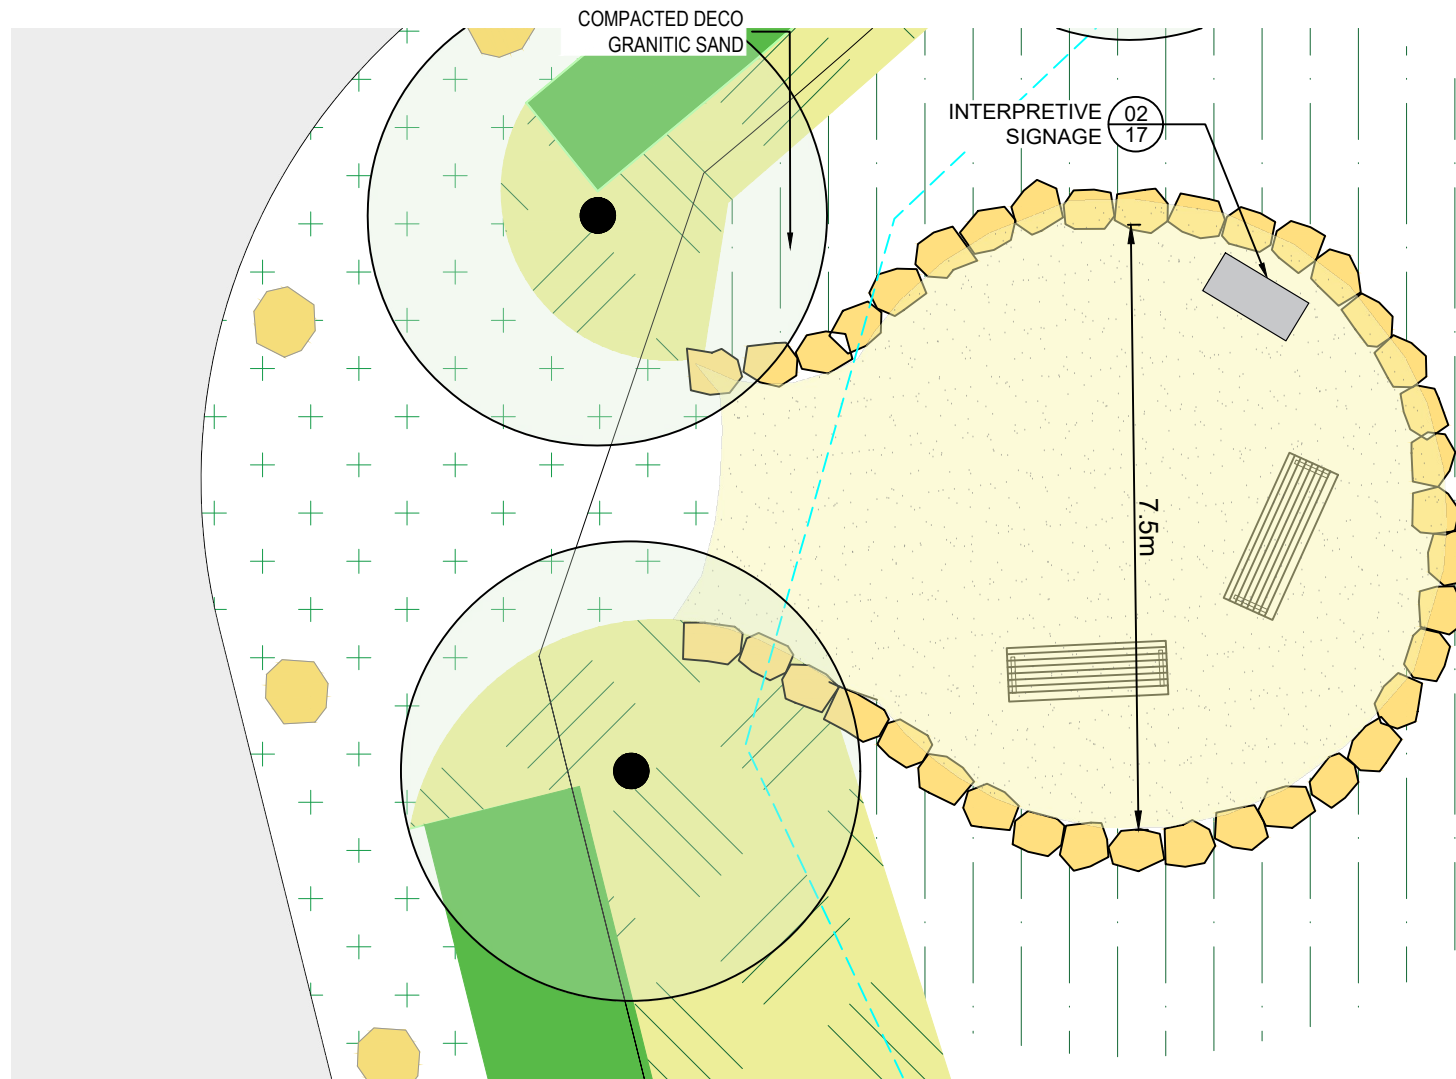 COMPACTED DECO
GRANITIC SAND
INTERPRETIVE
SIGNAGE
02
17
7.5m